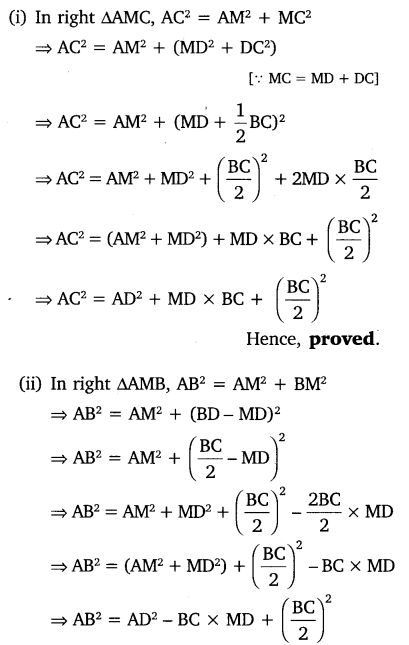 (i) In right ΔAMC, AC² = AM² + MC²
⇒ AC² = AM² + (MD² + DC²)
[∵ MC = MD + DC]
⇒ AC² = AM² + (MD + 1/2 BC)²
⇒ AC² = AM² + MD² + (BC/2)² + 2MD × BC/2
⇒ AC² = (AM² + MD²) + MD × BC + (BC/2)²
⇒ AC² = AD² + MD × BC + (BC/2)²
Hence, proved.
(ii) In right ΔAMB, AB² = AM² + BM²
⇒ AB² = AM² + (BD – MD)²
⇒ AB² = AM² + (BC/2 – MD)²
⇒ AB² = AM² + MD² + (BC/2)² – 2BC/2 × MD
⇒ AB² = (AM² + MD²) + (BC/2)² – BC × MD
⇒ AB² = AD² – BC × MD + (BC/2)²